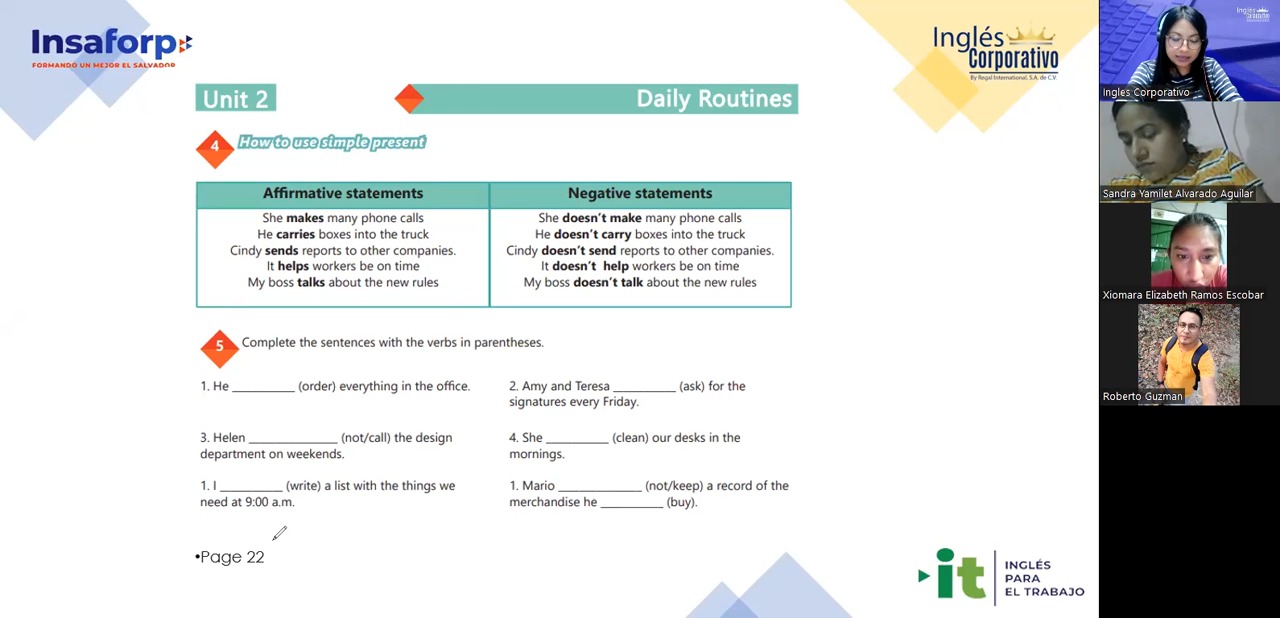 Insaforp
FORMANDO UN MEJOR EL SALVADOR
Inglés
Corporativo
By Regal International, S.A. de C.V.
Unit 2
Daily Routines
4
How to use simple present
Affirmative statements
She makes many phone calls
He carries boxes into the truck
Cindy sends reports to other companies.
It helps workers be on time
My boss talks about the new rules
Negative statements
She doesn't make many phone calls
He doesn't carry boxes into the truck
Cindy doesn't send reports to other companies.
It doesn't help workers be on time
My boss doesn't talk about the new rules
5
Complete the sentences with the verbs in parentheses.
1. He __________ (order) everything in the office.
2. Amy and Teresa __________ (ask) for the
signatures every Friday.
3. Helen ______________ (not/call) the design
department on weekends.
4. She __________ (clean) our desks in the
mornings.
1. I __________ (write) a list with the things we
need at 9:00 a.m.
1. Mario _____________ (not/keep) a record of the
merchandise he __________ (buy).
•Page 22
it
INGLÉS
PARA
EL TRABAJO
Ingles Corporativo
Sandra Yamilet Alvarado Aguilar
Xiomara Elizabeth Ramos Escobar
Roberto Guzman